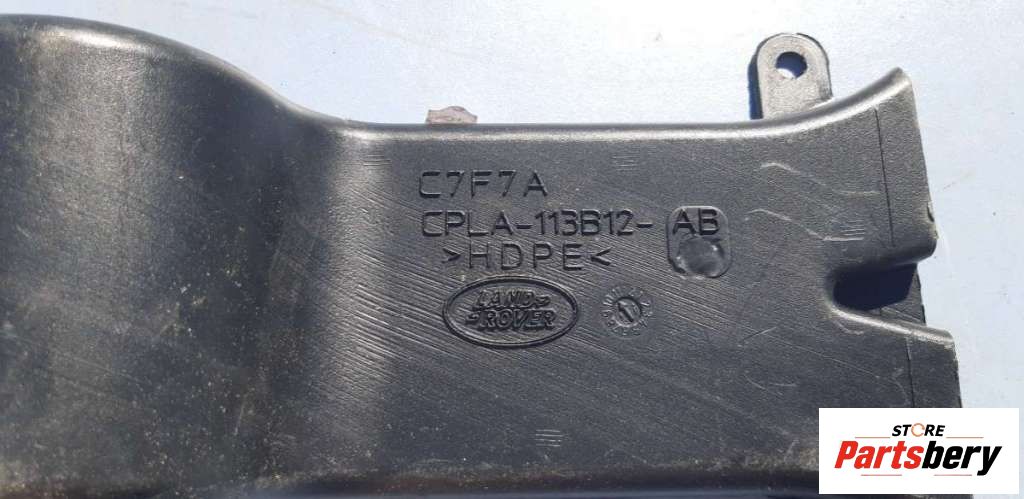 C7F7A
CPLA-113B12-AB
>HDPE<
LAND
ROVER
STORE
Partsbery